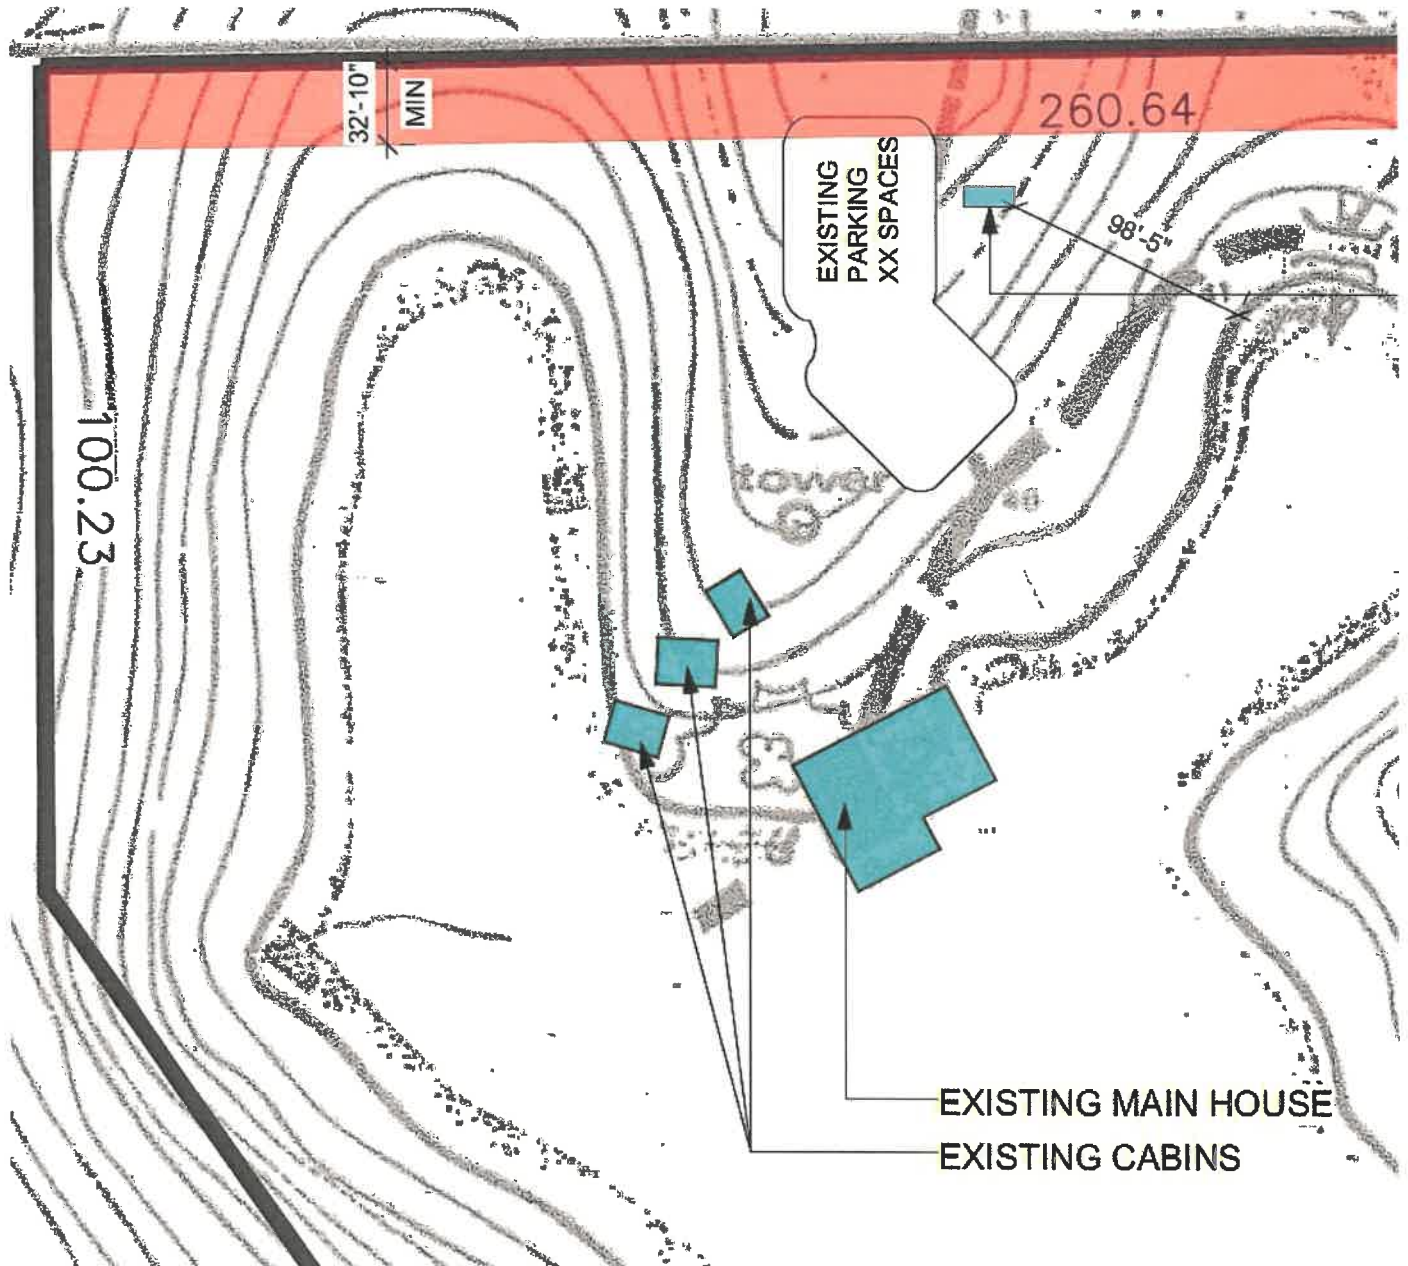 32'-10"
MIN
260.64
EXISTING
PARKING
XX SPACES
98'-5"
100.23
tower
33
EXISTING MAIN HOUSE
EXISTING CABINS